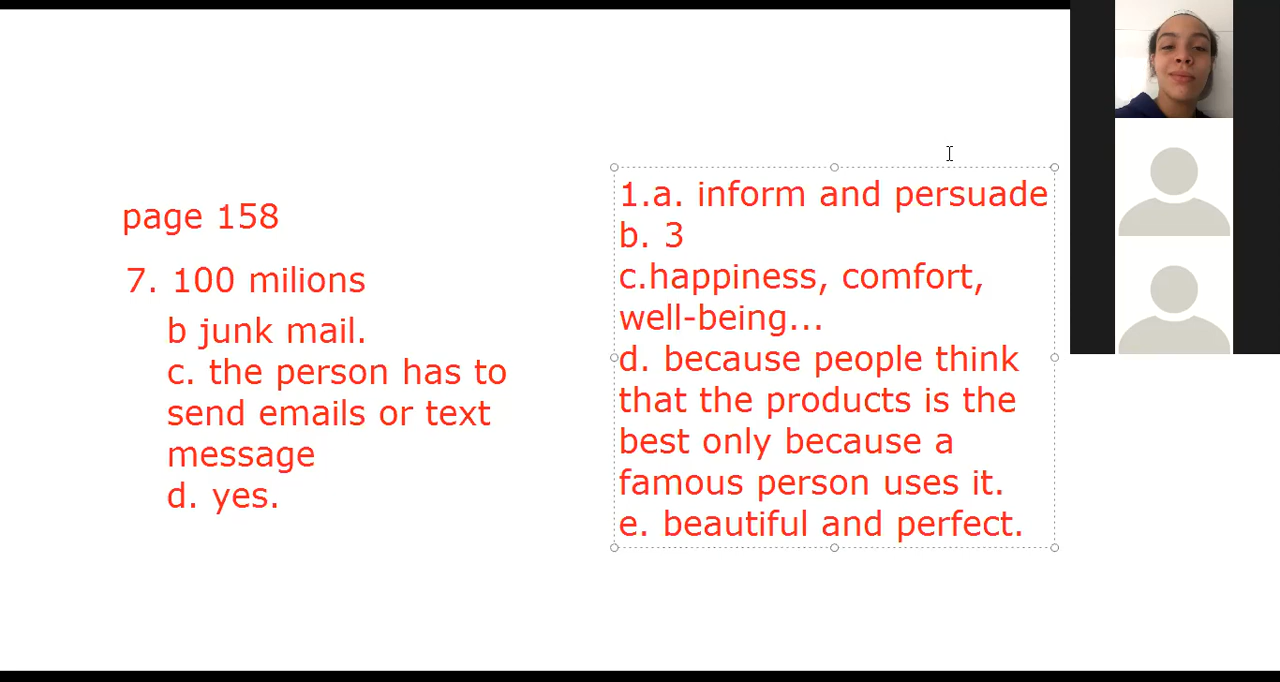 page 158
7. 100 milions
b junk mail.
c. the person has to
send emails or text
message
d. yes.
1.a. inform and persuade
b. 3
c.happiness, comfort,
well-being...
d. because people think
that the products is the
best only because a
famous person uses it.
e. beautiful and perfect.